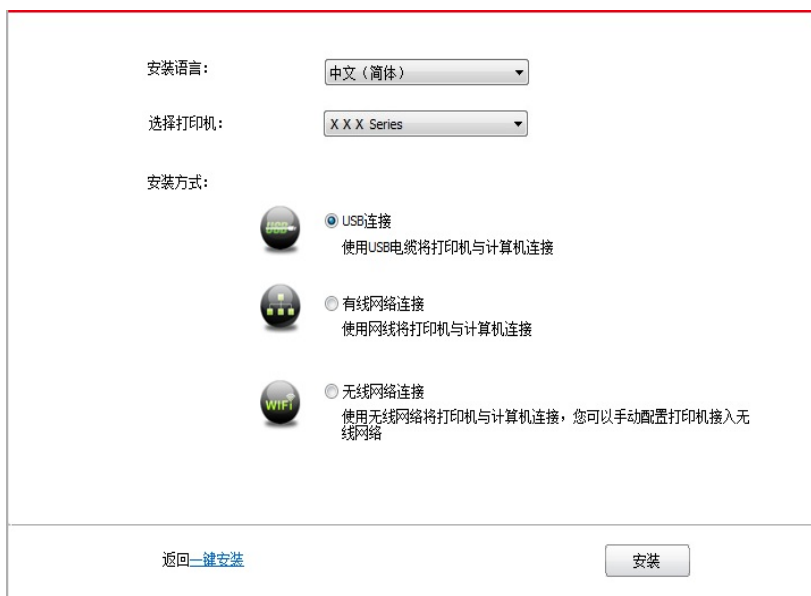 安装语言：
中文（简体）
选择打印机：
X X X Series
安装方式：
USB
USB连接
使用USB电缆将打印机与计算机连接
有线网络连接
使用网线将打印机与计算机连接
WIFI
无线网络连接
使用无线网络将打印机与计算机连接，您可以手动配置打印机接入无
线网络
返回一键安装
安装